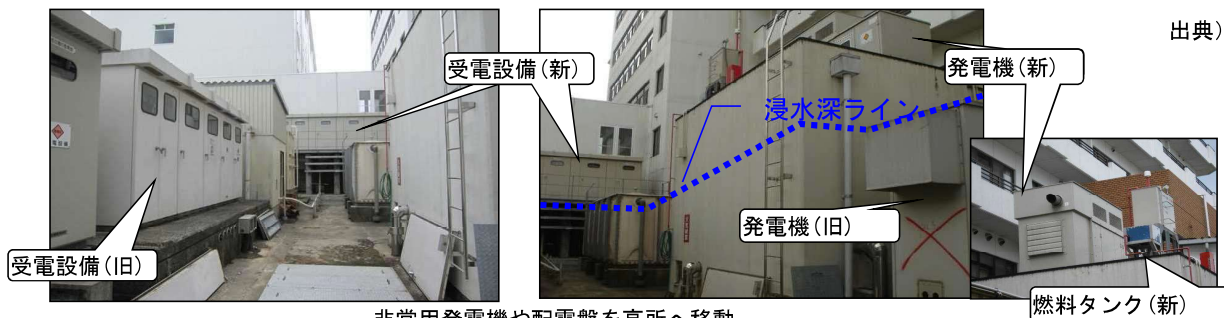 出典)
受電設備(新)
発電機(新)
浸水深ライン
発電機(旧)
受電設備(旧)
燃料タンク(新)
非常用発電機や配電盤を高所へ移動